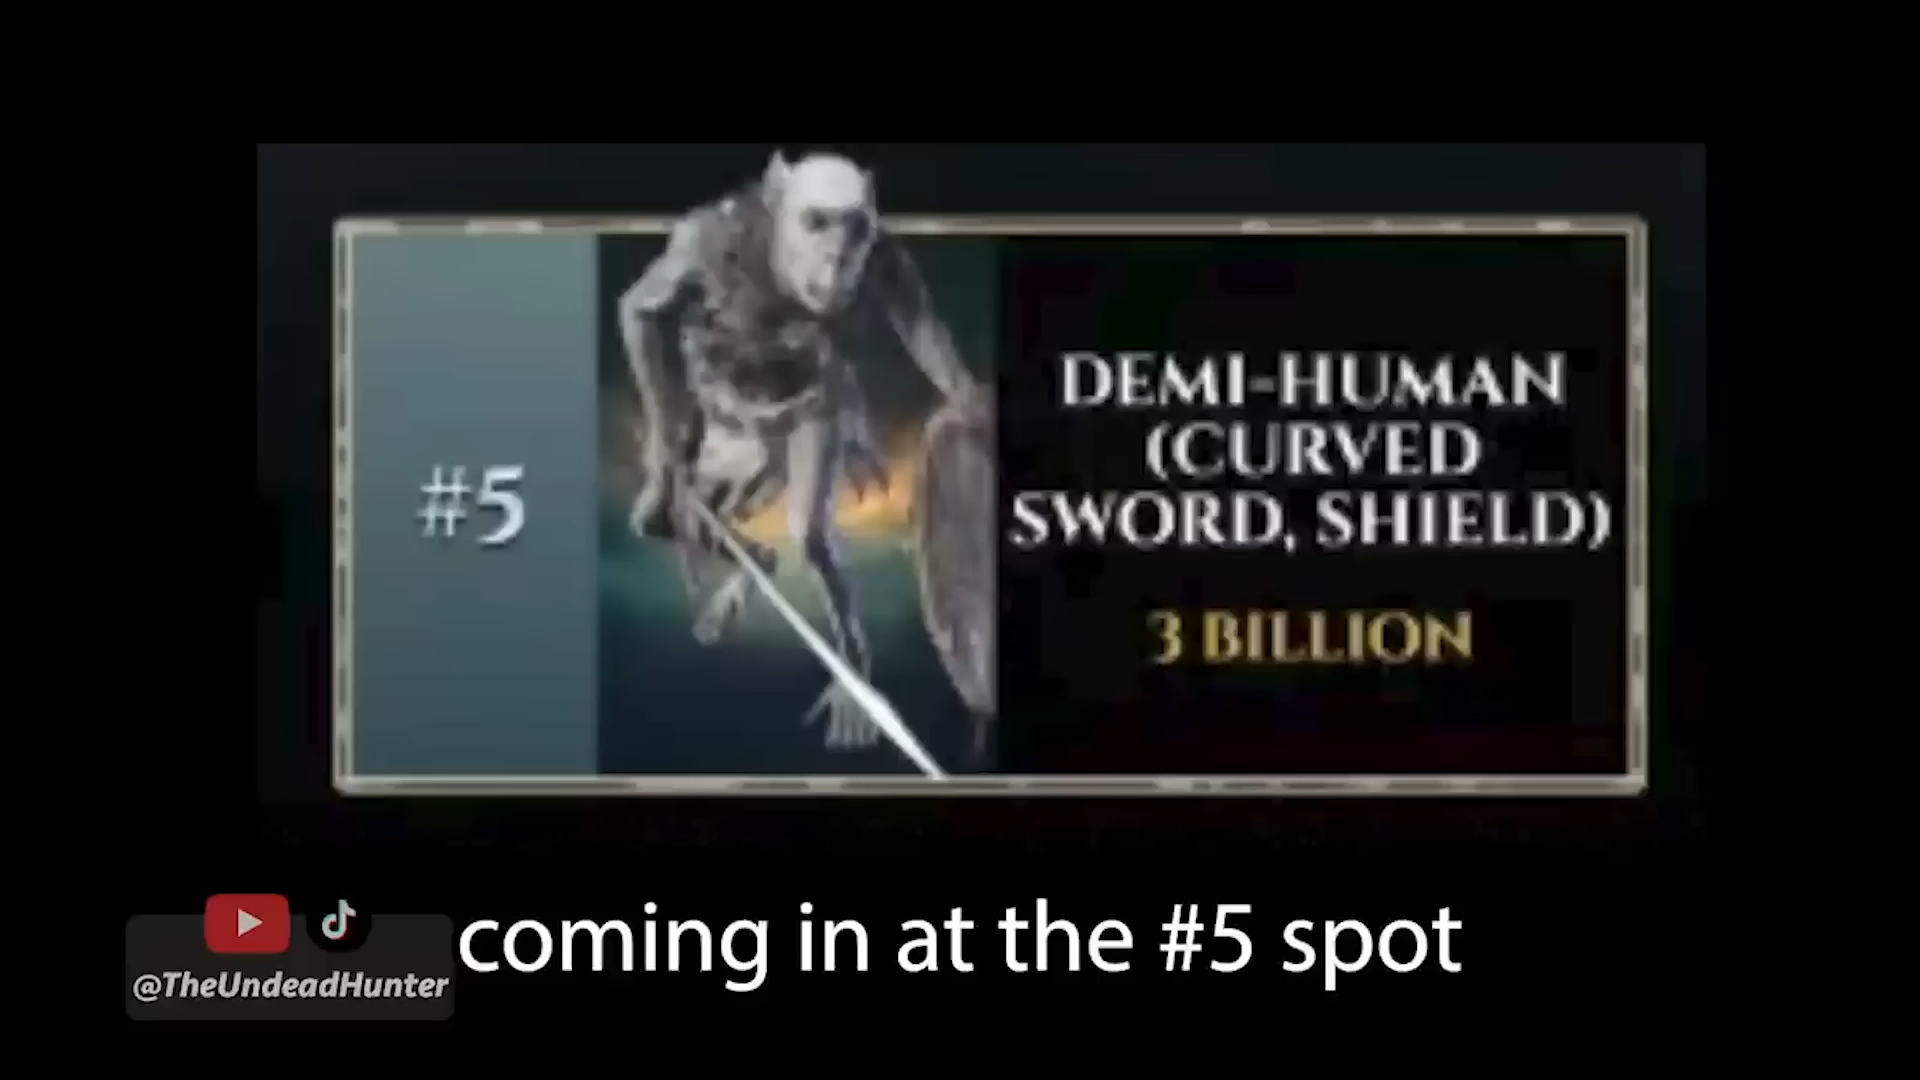 #5
DEMI-HUMAN
(CURVED
SWORD, SHIELD)
3 BILLION
coming in at the #5 spot
@TheUndeadHunter